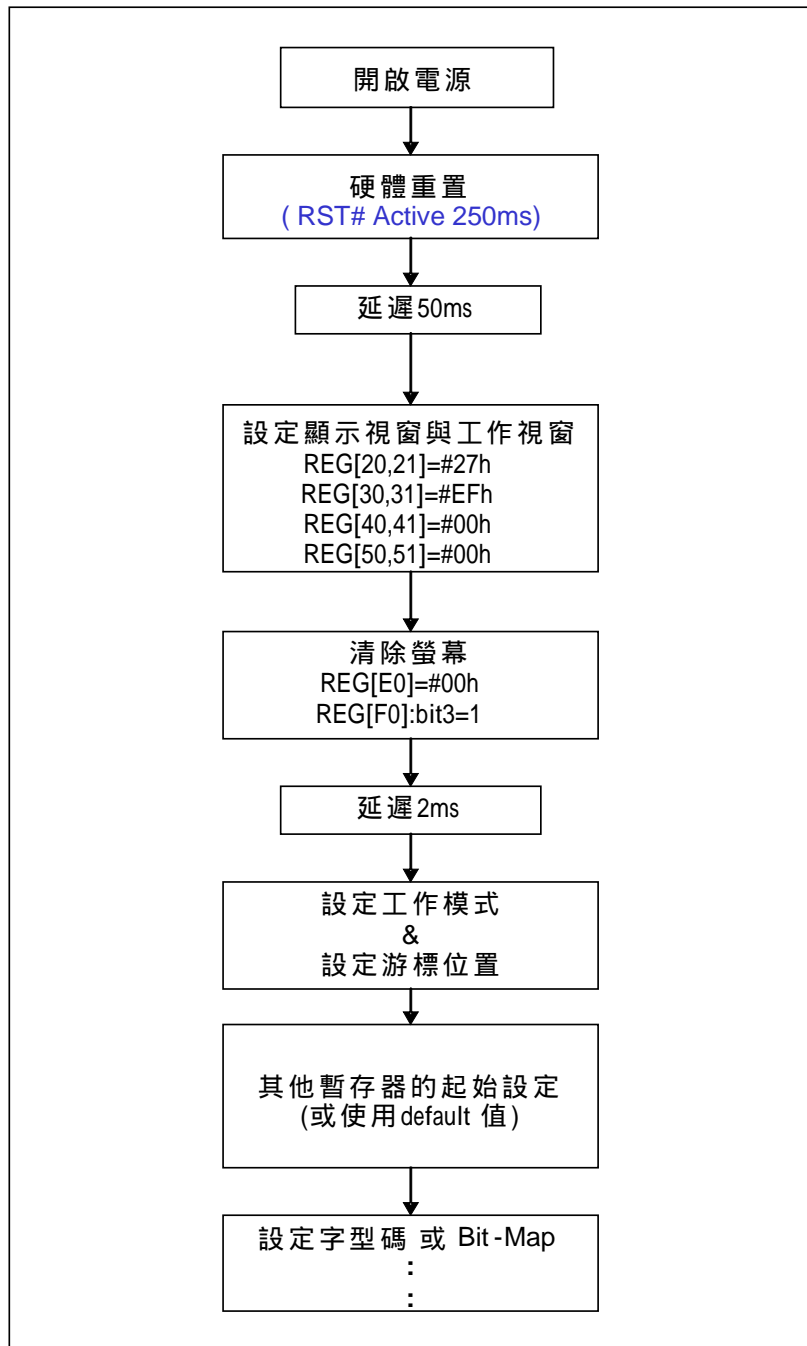 開啟電源
硬體重置
( RST# Active 250ms)
延遲50ms
設定顯示視窗與工作視窗
REG[20,21]=#27h
REG[30,31]=#EFh
REG[40,41]=#00h
REG[50,51]=#00h
清除螢幕
REG[E0]=#00h
REG[F0]:bit3=1
延遲2ms
設定工作模式
&
設定游標位置
其他暫存器的起始設定
(或使用default 值)
設定字型碼 或 Bit-Map
:
: